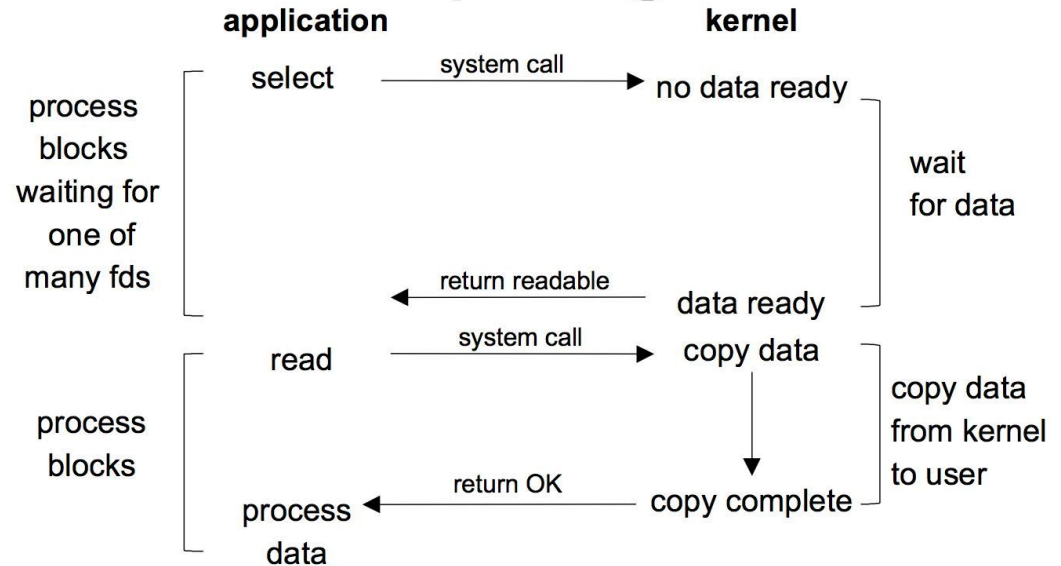 application
kernel
select
system call
no data ready
process
blocks
waiting for
one of
many fds
wait
for data
return readable
data ready
read
system call
copy data
process
blocks
copy data
from kernel
to user
return OK
copy complete
process
data